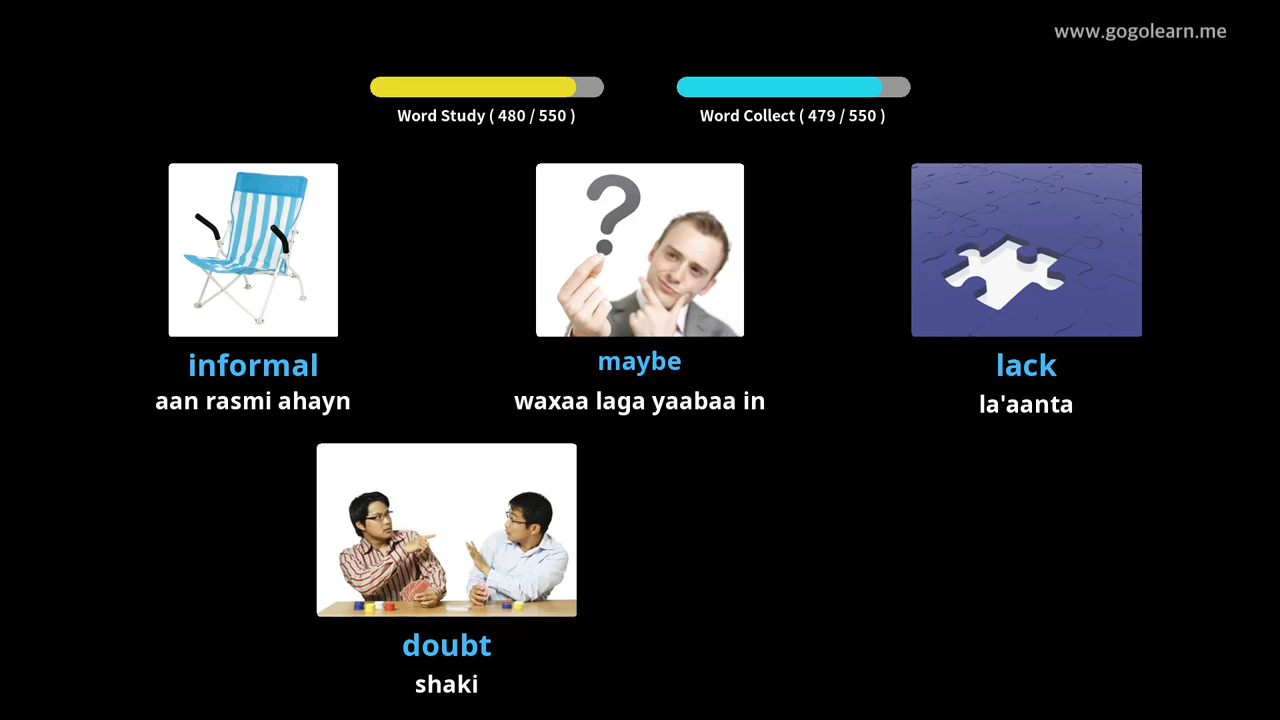 www.gogolearn.me
Word Study ( 480 / 550 )
Word Collect ( 479 / 550 )
informal
aan rasmi ahayn
maybe
waxaa laga yaabaa in
lack
la'aanta
doubt
shaki